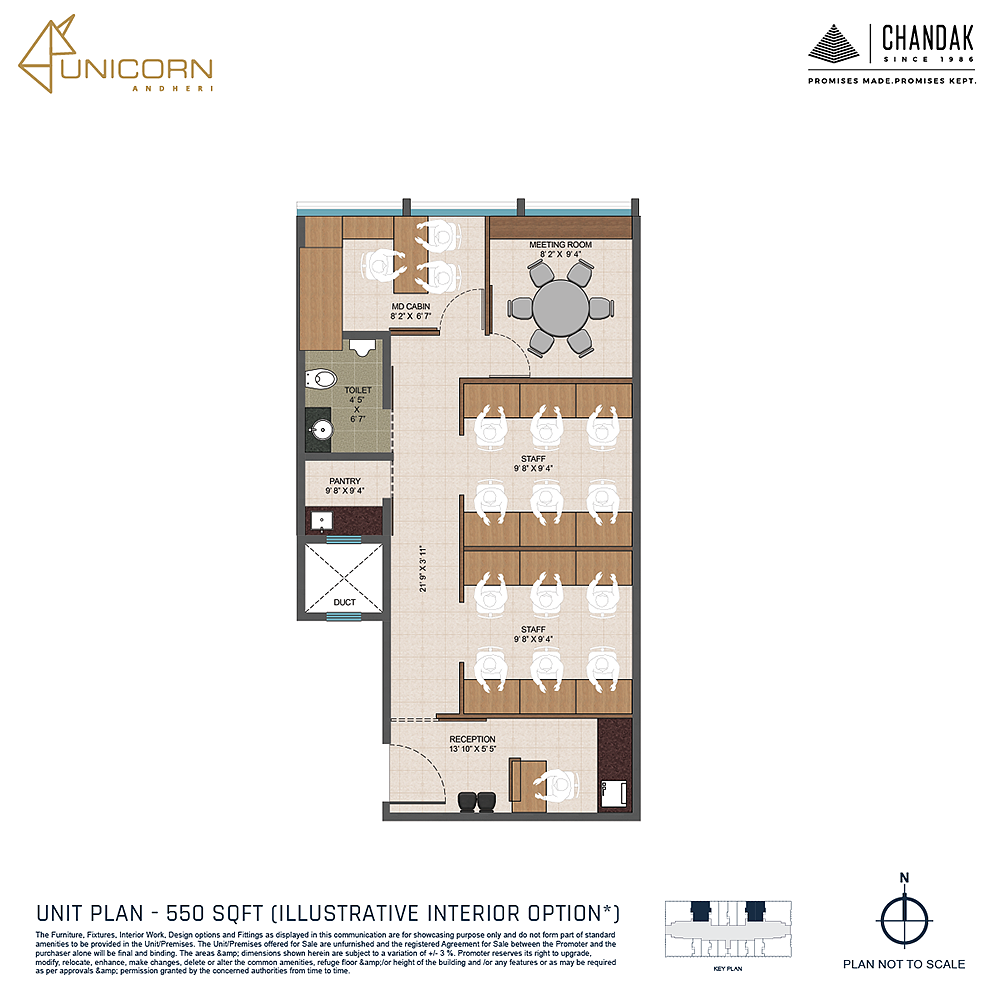 UNICORN
ANDHERI
CHANDAK
SINCE 1986
PROMISES MADE.PROMISES KEPT.
MEETING ROOM
8' 2" X 9' 4"
MD CABIN
8' 2" X 6' 7"
TOILET
4' 5"
X
6' 7"
STAFF
9' 8" X 9' 4"
PANTRY
9' 8" X 9' 4"
21' 9" X 3' 11"
DUCT
STAFF
9' 8" X 9' 4"
RECEPTION
13' 10" X 5' 5"
UNIT PLAN - 550 SQFT (ILLUSTRATIVE INTERIOR OPTION*)
The Furniture, Fixtures, Interior Work, Design options and Fittings as displayed in this communication are for showcasing purpose only and do not form part of standard
amenities to be provided in the Unit/Premises. The Unit/Premises offered for Sale are unfurnished and the registered Agreement for Sale between the Promoter and the
purchaser alone will be final and binding. The areas &amp; dimensions shown herein are subject to a variation of +/- 3 %. Promoter reserves its right to upgrade,
modify, relocate, enhance, make changes, delete or alter the common amenities, refuge floor &amp;/or height of the building and /or any features or as may be required
as per approvals &amp; permission granted by the concerned authorities from time to time.
KEY PLAN
N
PLAN NOT TO SCALE